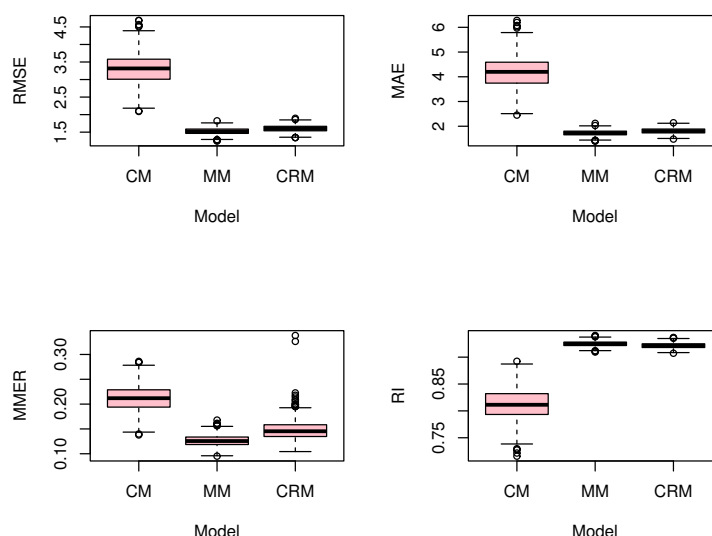 RMSE
1.5 2.5 3.5 4.5
CM MM CRM
Model
MAE
2 3 4 5 6
CM MM CRM
Model
MMER
0.10 0.20 0.30
CM MM CRM
Model
RI
0.75 0.85
CM MM CRM
Model